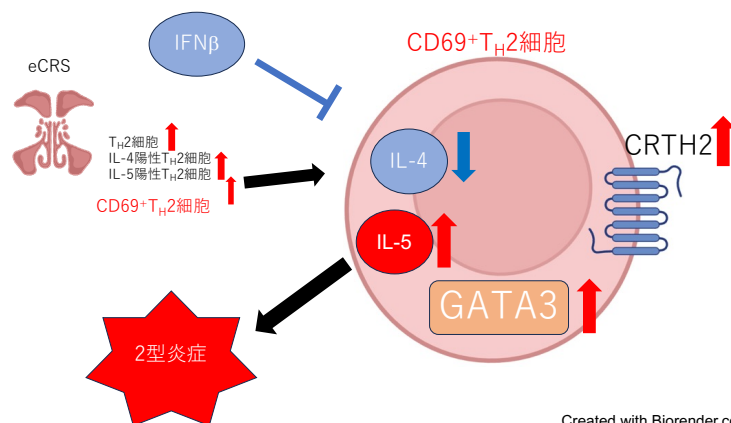 IFNβ
CD69⁺T_H2細胞
eCRS
T_H2細胞
IL-4陽性T_H2細胞
IL-5陽性T_H2細胞
CD69⁺T_H2細胞
IL-4
CRTH2
IL-5
GATA3
2型炎症
Created with Biorender.co